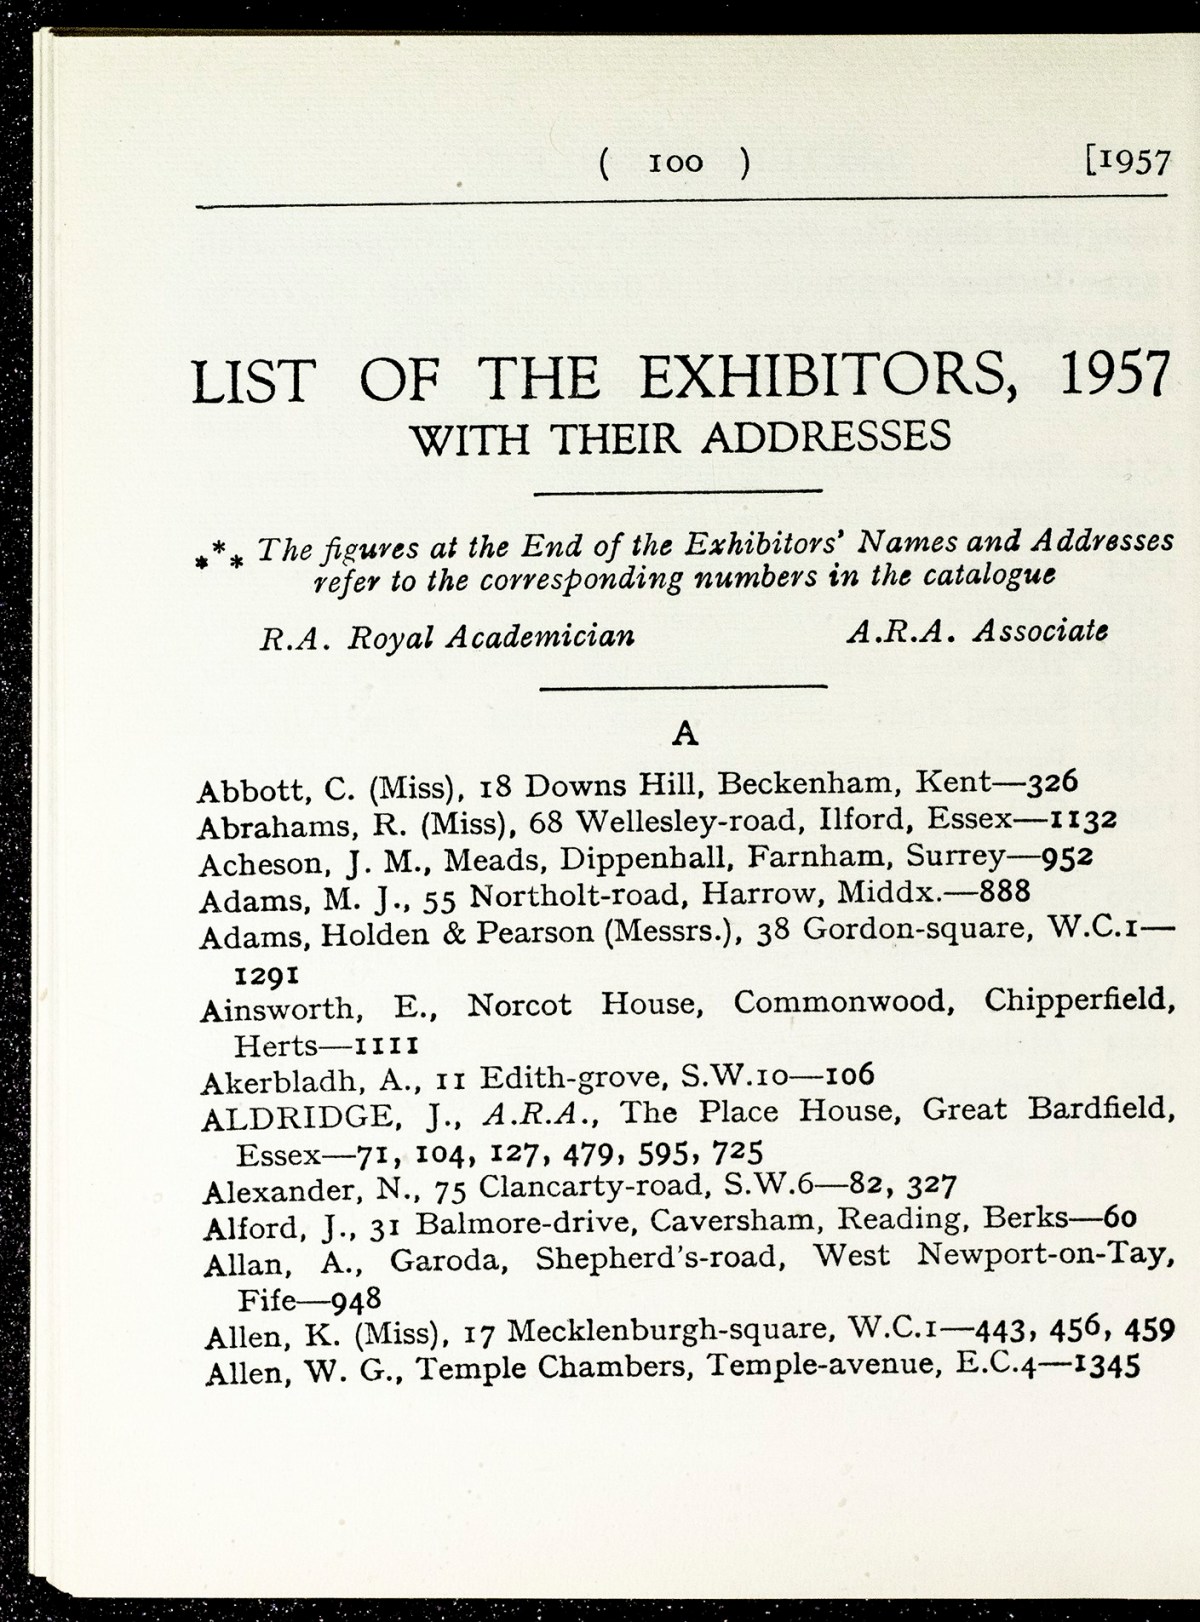 ( 100 ) [1957
LIST OF THE EXHIBITORS, 1957
WITH THEIR ADDRESSES
*** The figures at the End of the Exhibitors' Names and Addresses
refer to the corresponding numbers in the catalogue
R.A. Royal Academician A.R.A. Associate
A
Abbott, C. (Miss), 18 Downs Hill, Beckenham, Kent—326
Abrahams, R. (Miss), 68 Wellesley-road, Ilford, Essex—1132
Acheson, J. M., Meads, Dippenhall, Farnham, Surrey—952
Adams, M. J., 55 Northolt-road, Harrow, Middx.—888
Adams, Holden & Pearson (Messrs.), 38 Gordon-square, W.C.1—
1291
Ainsworth, E., Norcot House, Commonwood, Chipperfield,
Herts—1111
Akerbladh, A., 11 Edith-grove, S.W.10—106
ALDRIDGE, J., A.R.A., The Place House, Great Bardfield,
Essex—71, 104, 127, 479, 595, 725
Alexander, N., 75 Clancarty-road, S.W.6—82, 327
Alford, J., 31 Balmore-drive, Caversham, Reading, Berks—60
Allan, A., Garoda, Shepherd's-road, West Newport-on-Tay,
Fife—948
Allen, K. (Miss), 17 Mecklenburgh-square, W.C.1—443, 456, 459
Allen, W. G., Temple Chambers, Temple-avenue, E.C.4—1345